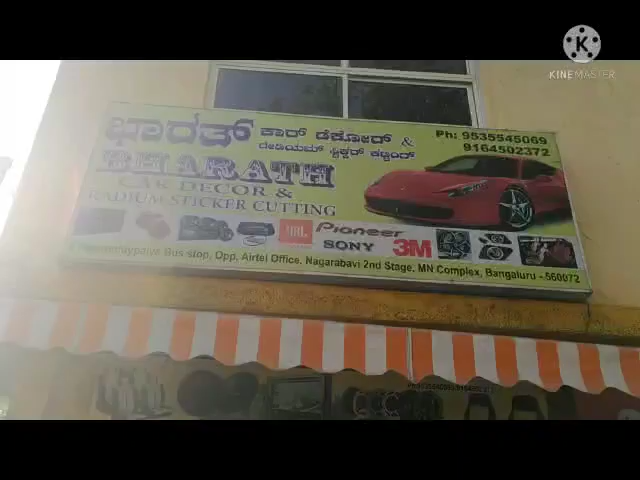 KINEMASTER
ಭಾರತ್ ಕಾರ್ ಡೆಕೋರ್ &
ರೇಡಿಯಮ್ ಸ್ಟಿಕ್ಕರ್ ಕಟ್ಟಿಂಗ್
Ph: 9535545069
9164502372
BHARATH
CAR DECOR &
RADIUM STICKER CUTTING
JBL Pioneer
SONY 3M
Bus stop, Opp. Airtel Office, Nagarabavi 2nd Stage, MN Complex, Bangaluru - 560072